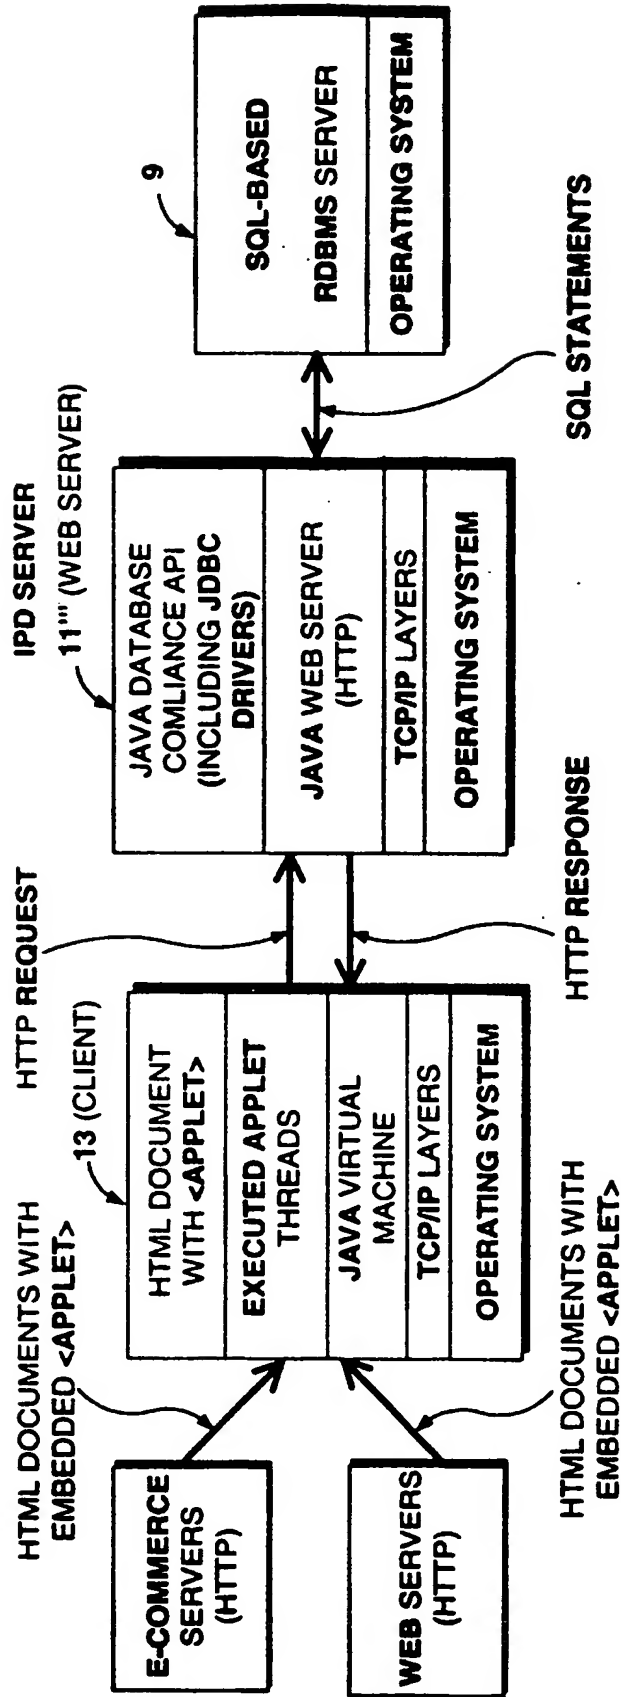 HTML DOCUMENTS WITH
EMBEDDED <APPLET>
E-COMMERCE
SERVERS
(HTTP)
WEB SERVERS
(HTTP)
HTML DOCUMENTS WITH
EMBEDDED <APPLET>
13 (CLIENT)
HTML DOCUMENT
WITH <APPLET>
EXECUTED APPLET
THREADS
JAVA VIRTUAL
MACHINE
TCP/IP LAYERS
OPERATING SYSTEM
HTTP REQUEST
HTTP RESPONSE
IPD SERVER
11''' (WEB SERVER)
JAVA DATABASE
COMLIANCE API
(INCLUDING JDBC
DRIVERS)
JAVA WEB SERVER
(HTTP)
TCP/IP LAYERS
OPERATING SYSTEM
SQL STATEMENTS
9
SQL-BASED
RDBMS SERVER
OPERATING SYSTEM